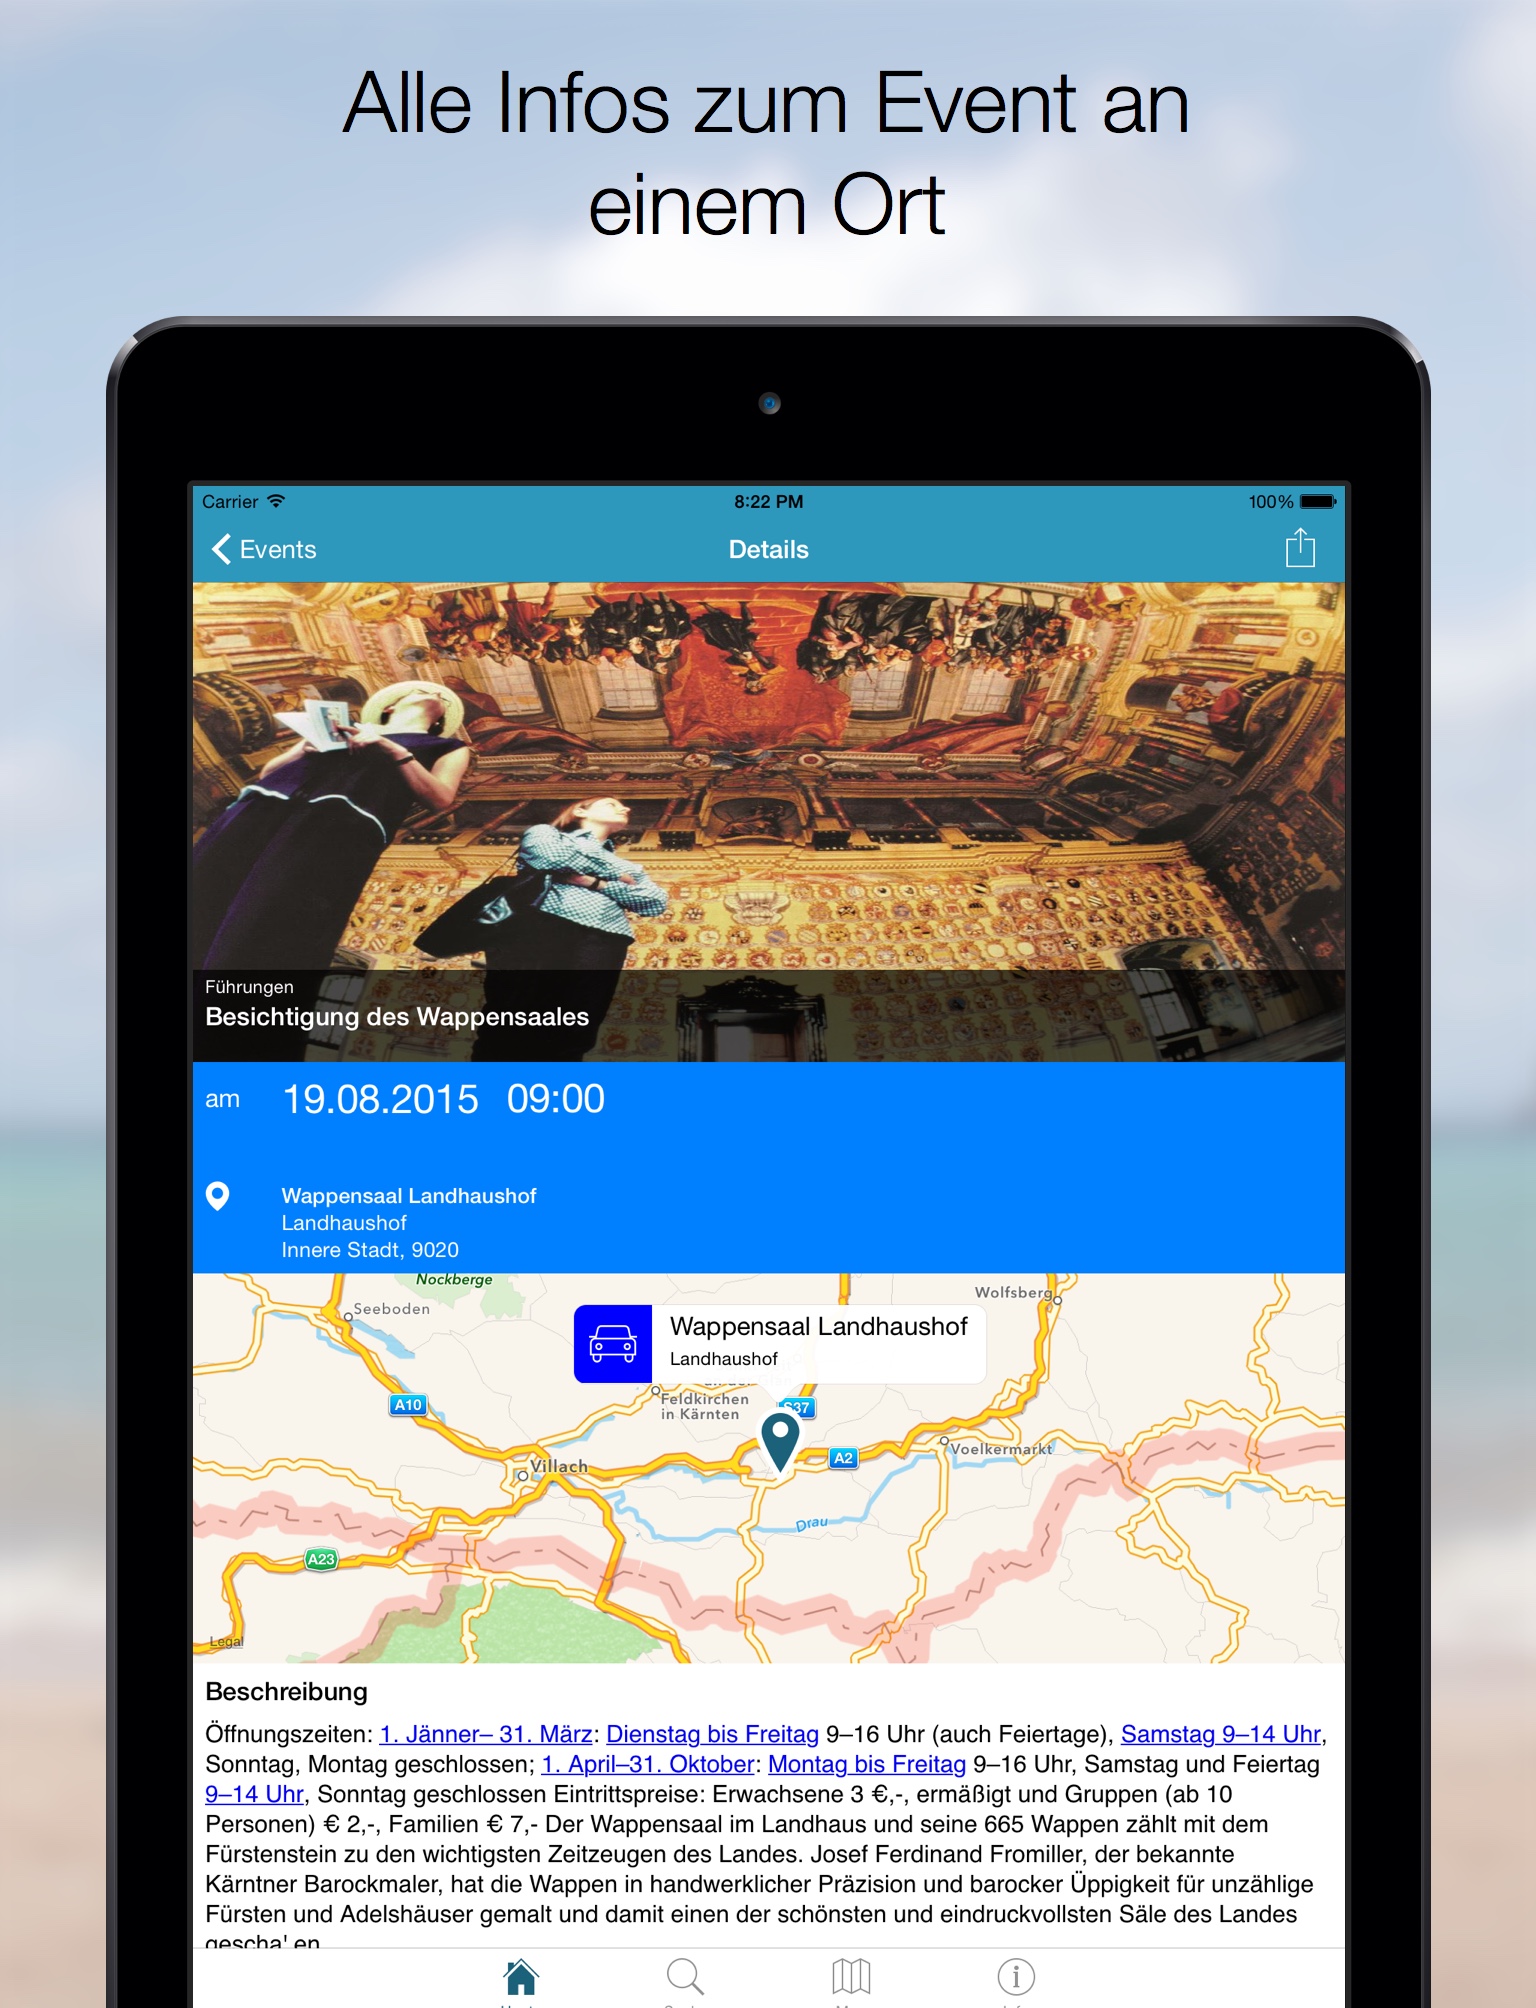 Alle Infos zum Event an
einem Ort
Carrier
8:22 PM
100%
Events
Details
Führungen
Besichtigung des Wappensaales
am 19.08.2015 09:00
Wappensaal Landhaushof
Landhaushof
Innere Stadt, 9020
Nockberge
Seeboden
Wolfsberg
Wappensaal Landhaushof
Landhaushof
Feldkirchen
in Kärnten
A10
S37
A2
Voelkermarkt
Villach
Drau
A23
Legal
Beschreibung
Öffnungszeiten: 1. Jänner– 31. März: Dienstag bis Freitag 9–16 Uhr (auch Feiertage), Samstag 9–14 Uhr,
Sonntag, Montag geschlossen; 1. April–31. Oktober: Montag bis Freitag 9–16 Uhr, Samstag und Feiertag
9–14 Uhr, Sonntag geschlossen Eintrittspreise: Erwachsene 3 €,-, ermäßigt und Gruppen (ab 10
Personen) € 2,-, Familien € 7,- Der Wappensaal im Landhaus und seine 665 Wappen zählt mit dem
Fürstenstein zu den wichtigsten Zeitzeugen des Landes. Josef Ferdinand Fromiller, der bekannte
Kärntner Barockmaler, hat die Wappen in handwerklicher Präzision und barocker Üppigkeit für unzählige
Fürsten und Adelshäuser gemalt und damit einen der schönsten und eindruckvollsten Säle des Landes